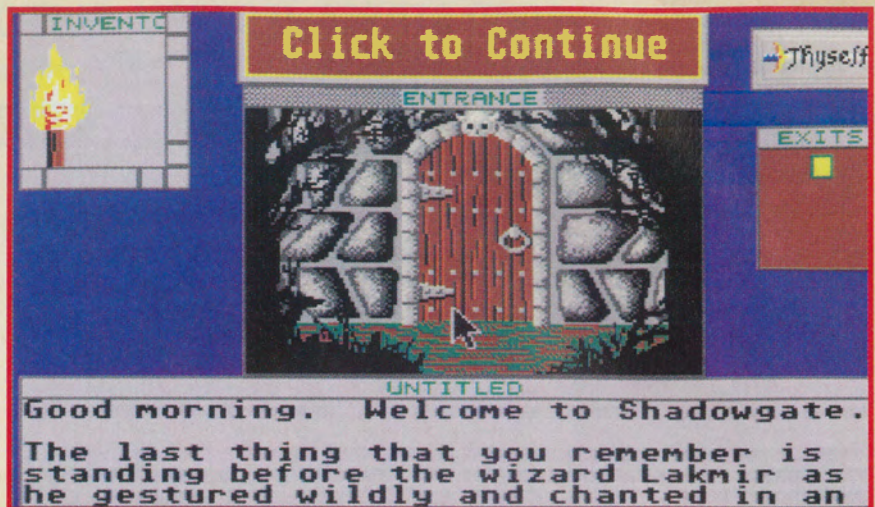 INVENTO
Click to Continue
Thyself
ENTRANCE
EXITS
UNTITLED
Good morning. Welcome to Shadowgate.
The last thing that you remember is
standing before the wizard Lakmir as
he gestured wildly and chanted in an